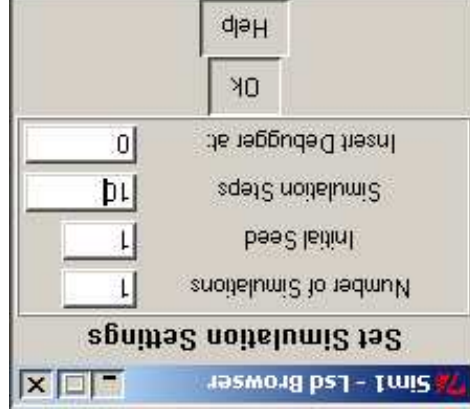 Sim1 - Lsd Browser
Set Simulation Settings
Number of Simulations 1
Initial Seed 1
Simulation Steps 10
Insert Debugger at: 0
Ok
Help